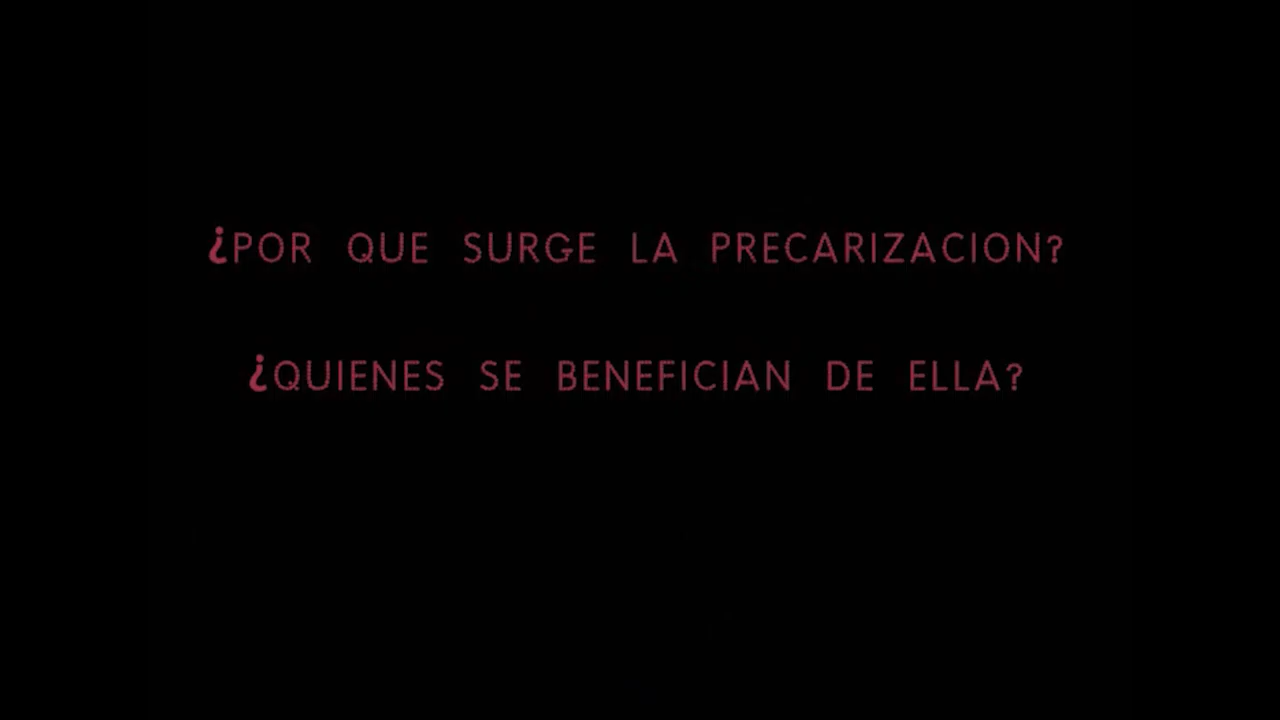 ¿POR QUE SURGE LA PRECARIZACION?
¿QUIENES SE BENEFICIAN DE ELLA?